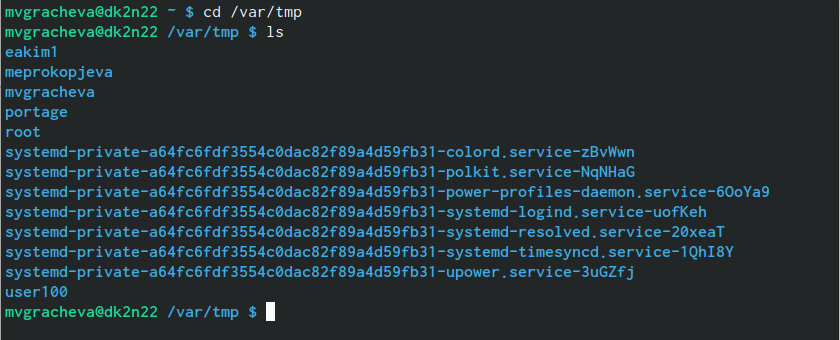 mvgracheva@dk2n22 ~ $ cd /var/tmp
mvgracheva@dk2n22 /var/tmp $ ls
eakim1
meprokopjeva
mvgracheva
portage
root
systemd-private-a64fc6fdf3554c0dac82f89a4d59fb31-colord.service-zBvWwn
systemd-private-a64fc6fdf3554c0dac82f89a4d59fb31-polkit.service-NqNHaG
systemd-private-a64fc6fdf3554c0dac82f89a4d59fb31-power-profiles-daemon.service-6OoYa9
systemd-private-a64fc6fdf3554c0dac82f89a4d59fb31-systemd-logind.service-uofKeh
systemd-private-a64fc6fdf3554c0dac82f89a4d59fb31-systemd-resolved.service-20xeaT
systemd-private-a64fc6fdf3554c0dac82f89a4d59fb31-systemd-timesyncd.service-1QhI8Y
systemd-private-a64fc6fdf3554c0dac82f89a4d59fb31-upower.service-3uGZfj
user100
mvgracheva@dk2n22 /var/tmp $